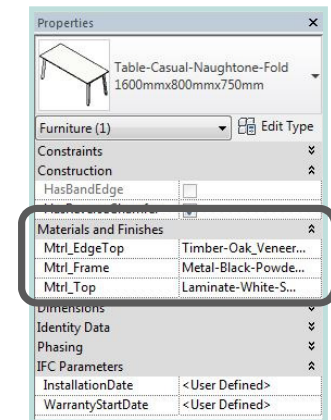 Properties
Table-Casual-Naughtone-Fold
1600mmx800mmx750mm
Furniture (1) Edit Type
Constraints
Construction
HasBandEdge
Materials and Finishes
Mtrl_EdgeTop Timber-Oak_Veneer...
Mtrl_Frame Metal-Black-Powde...
Mtrl_Top Laminate-White-S...
Dimensions
Identity Data
Phasing
IFC Parameters
InstallationDate <User Defined>
WarrantyStartDate <User Defined>